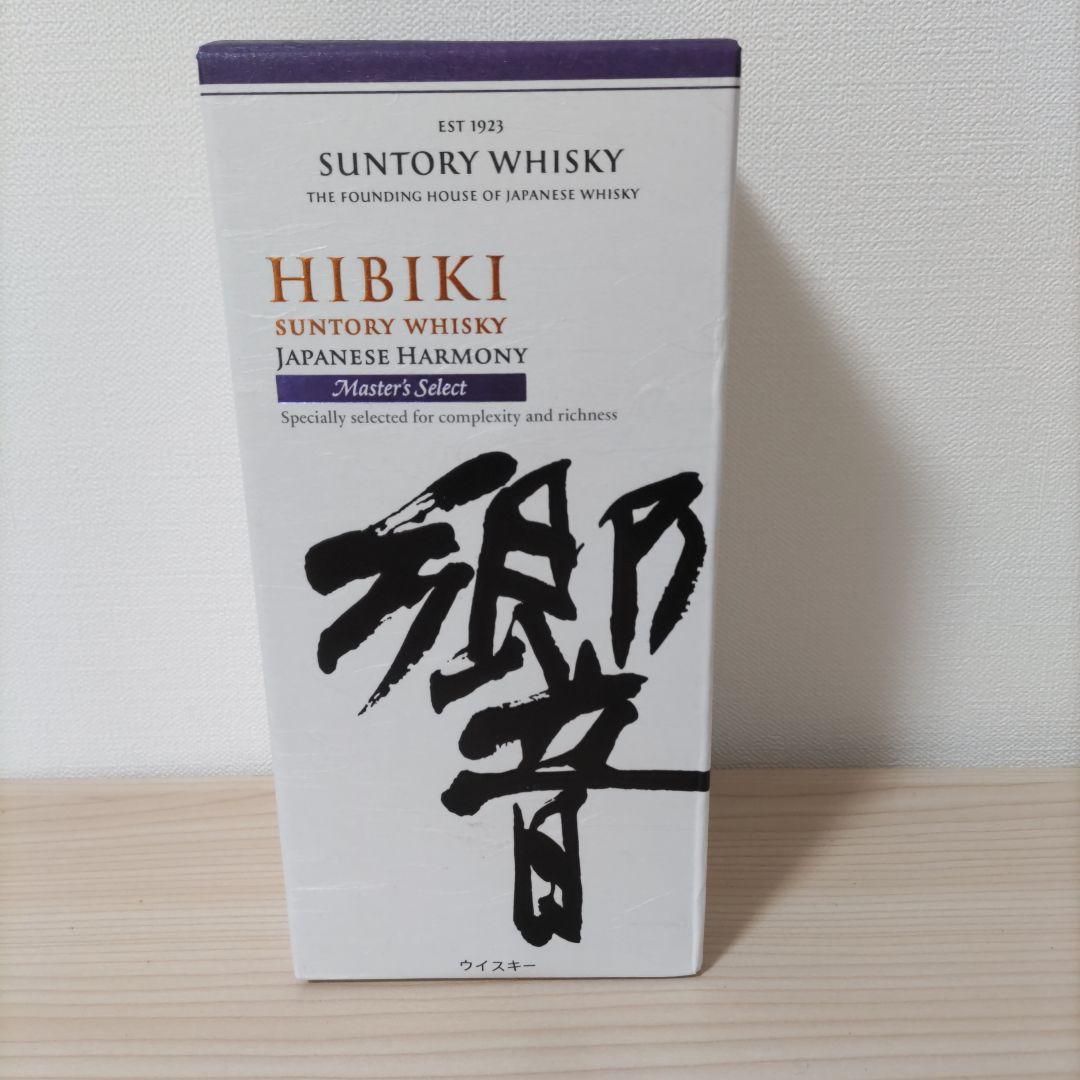 EST 1923
SUNTORY WHISKY
THE FOUNDING HOUSE OF JAPANESE WHISKY
HIBIKI
SUNTORY WHISKY
JAPANESE HARMONY
Master's Select
Specially selected for complexity and richness
響
ウイスキー